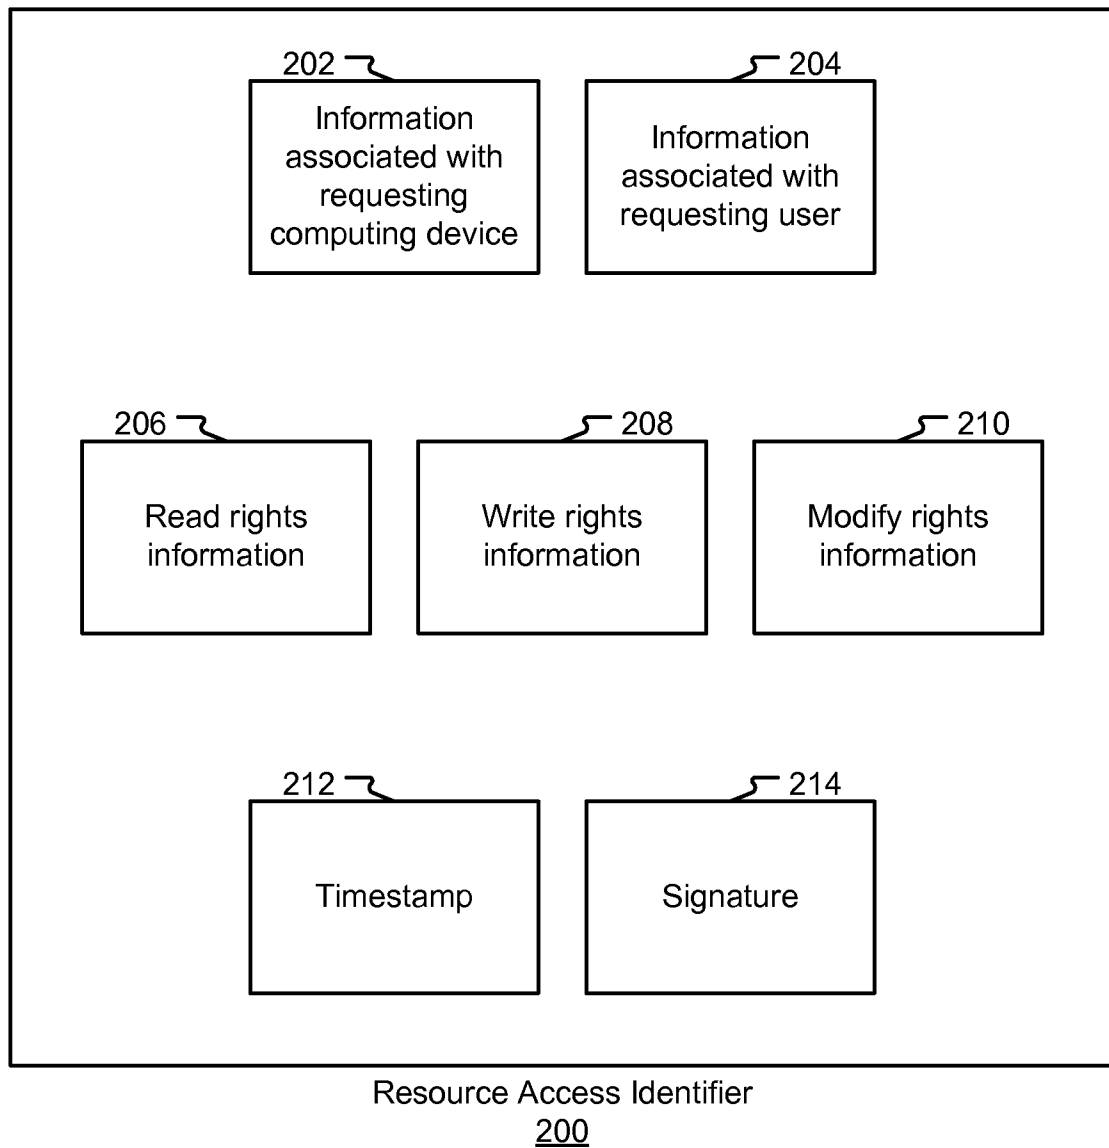 202
204
Information
associated with
requesting
computing device
Information
associated with
requesting user
206
208
210
Read rights
information
Write rights
information
Modify rights
information
212
214
Timestamp
Signature
Resource Access Identifier
200